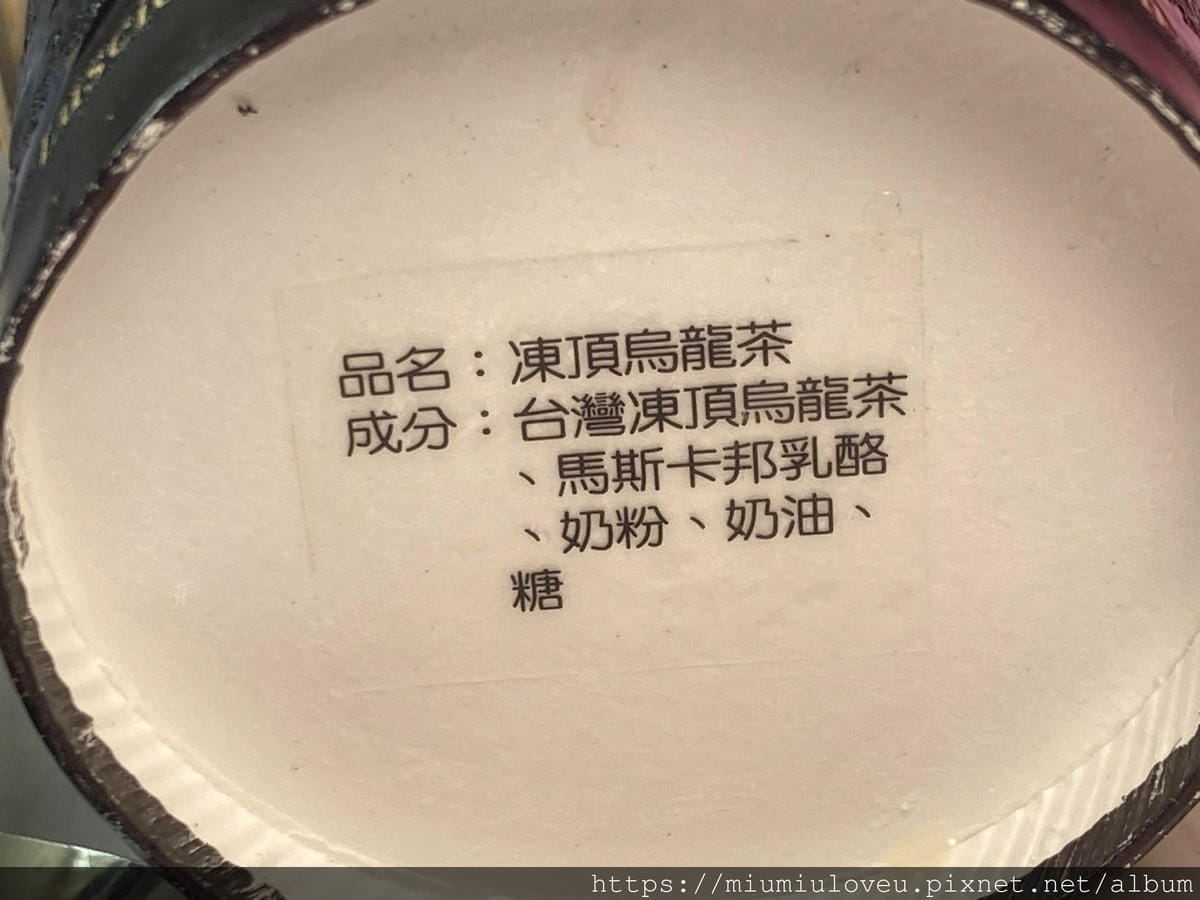 品名：凍頂烏龍茶
成分：台灣凍頂烏龍茶
、馬斯卡邦乳酪
、奶粉、奶油、
糖
https://miumiuloveu.pixnet.net/album